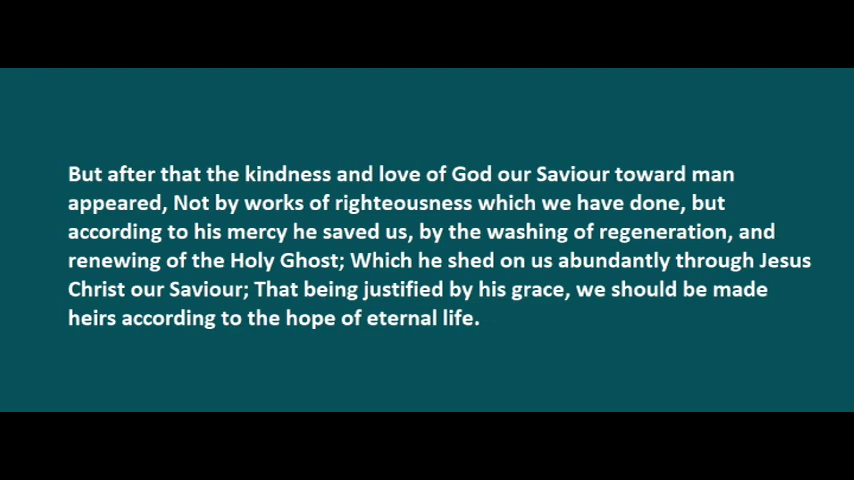 But after that the kindness and love of God our Saviour toward man
appeared, Not by works of righteousness which we have done, but
according to his mercy he saved us, by the washing of regeneration, and
renewing of the Holy Ghost; Which he shed on us abundantly through Jesus
Christ our Saviour; That being justified by his grace, we should be made
heirs according to the hope of eternal life.